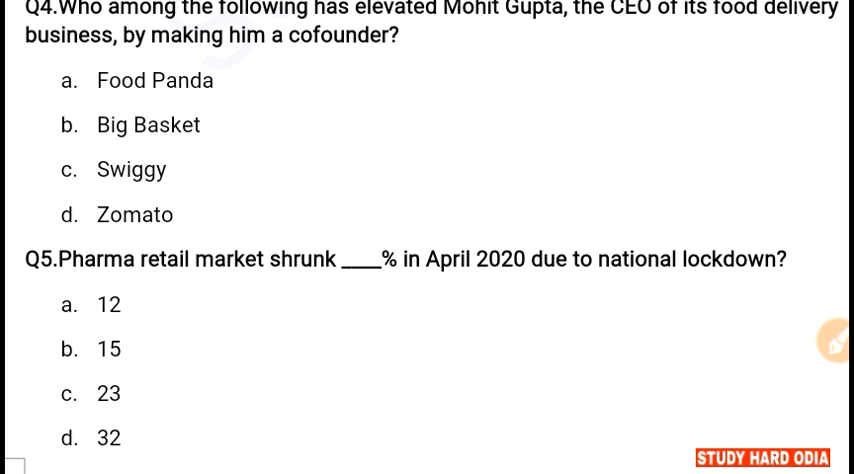 Q4.Who among the following has elevated Mohit Gupta, the CEO of its food delivery
business, by making him a cofounder?
a. Food Panda
b. Big Basket
c. Swiggy
d. Zomato
Q5.Pharma retail market shrunk ____% in April 2020 due to national lockdown?
a. 12
b. 15
c. 23
d. 32
STUDY HARD ODIA